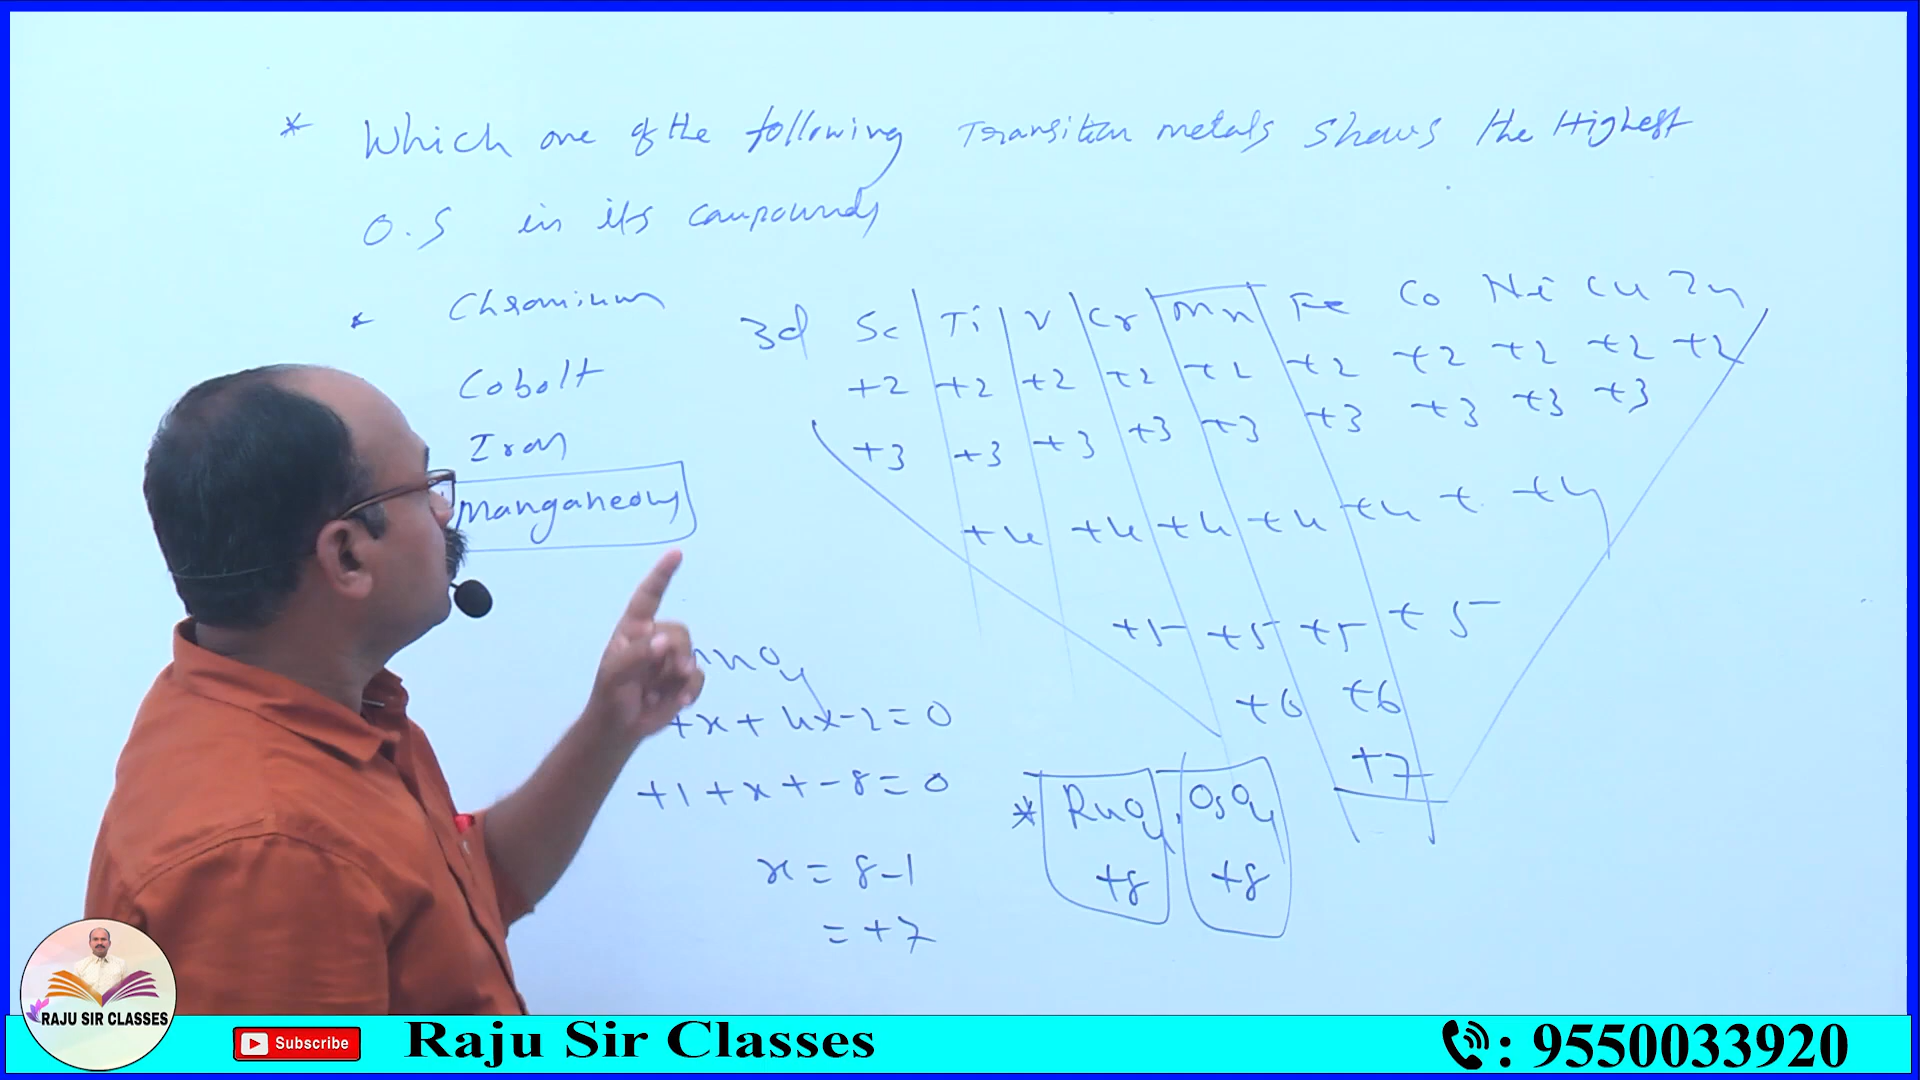 * Which one of the following Transition metals shows the Highest
O.S in its compounds
* Chromium
Cobolt
Iron
3d Sc Ti V Cr Mn Fe Co Ni Cu Zn
+2 +2 +2 +2 +2 +2 +2 +2 +2 +2
+3 +3 +3 +3 +3 +3 +3 +3 +3
+4 +4 +4 +4 +4 + +4
+5 +5 +5 +5
+6 +6
+7
nO4
+x+4x-2=0
+1+x+-8=0
x=8-1
=+7
* RuO4, OsO4
+8 +8
RAJU SIR CLASSES
Subscribe
Raju Sir Classes
: 9550033920